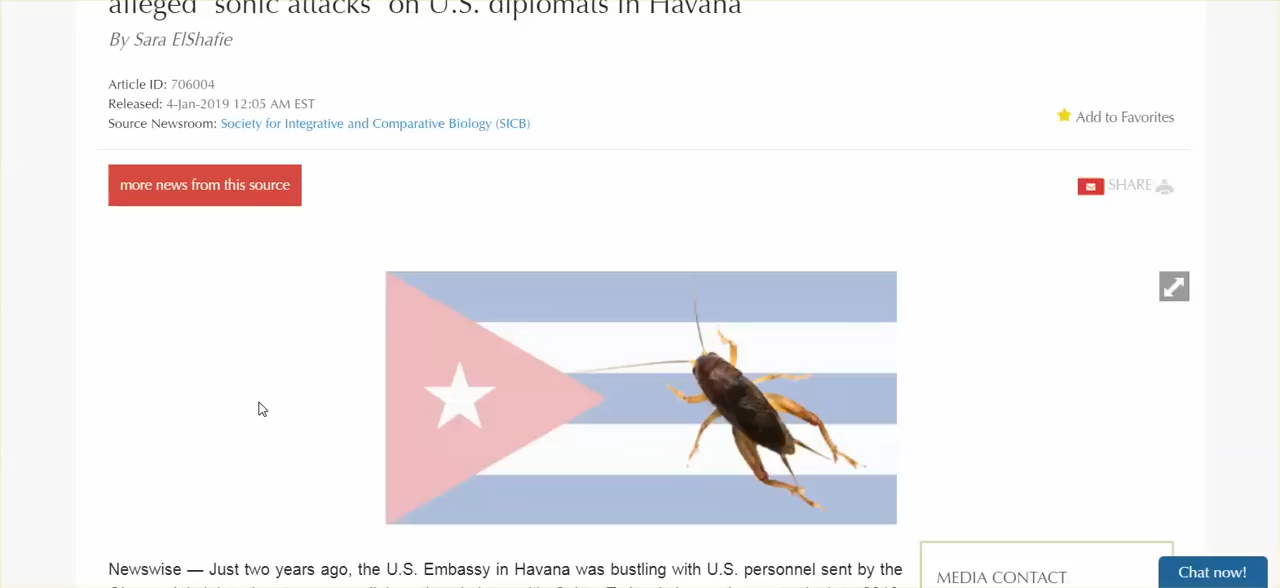 alleged "sonic attacks" on U.S. diplomats in Havana
By Sara ElShafie
Article ID: 706004
Released: 4-Jan-2019 12:05 AM EST
Source Newsroom: Society for Integrative and Comparative Biology (SICB)
Add to Favorites
more news from this source
SHARE
Newswise — Just two years ago, the U.S. Embassy in Havana was bustling with U.S. personnel sent by the
MEDIA CONTACT
Chat now!